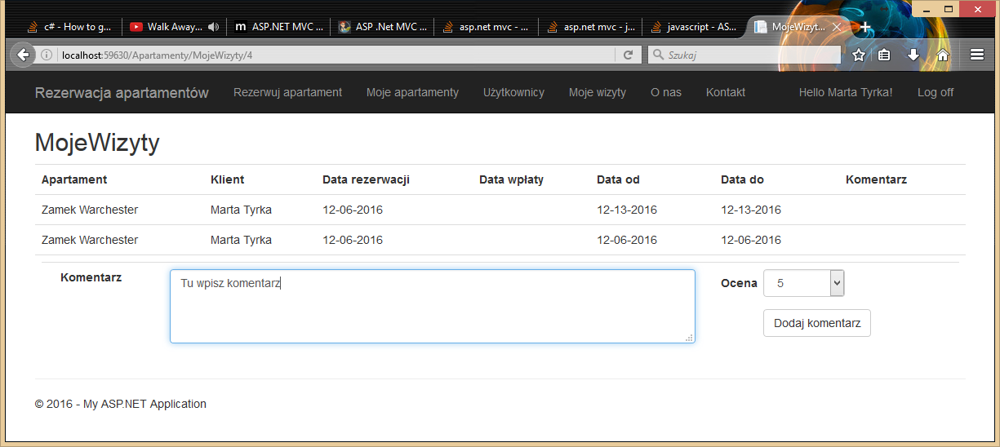 c# - How to g... Walk Away... ASP.NET MVC ... ASP .Net MVC ... asp.net mvc - ... asp.net mvc - j... javascript - AS... MojeWizyt...
localhost:59630/Apartamenty/MojeWizyty/4 Szukaj
Rezerwacja apartamentów Rezerwuj apartament Moje apartamenty Użytkownicy Moje wizyty O nas Kontakt Hello Marta Tyrka! Log off
MojeWizyty
Apartament Klient Data rezerwacji Data wpłaty Data od Data do Komentarz
Zamek Warchester Marta Tyrka 12-06-2016 12-13-2016 12-13-2016
Zamek Warchester Marta Tyrka 12-06-2016 12-06-2016 12-06-2016
Komentarz Tu wpisz komentarz Ocena 5
Dodaj komentarz
© 2016 - My ASP.NET Application